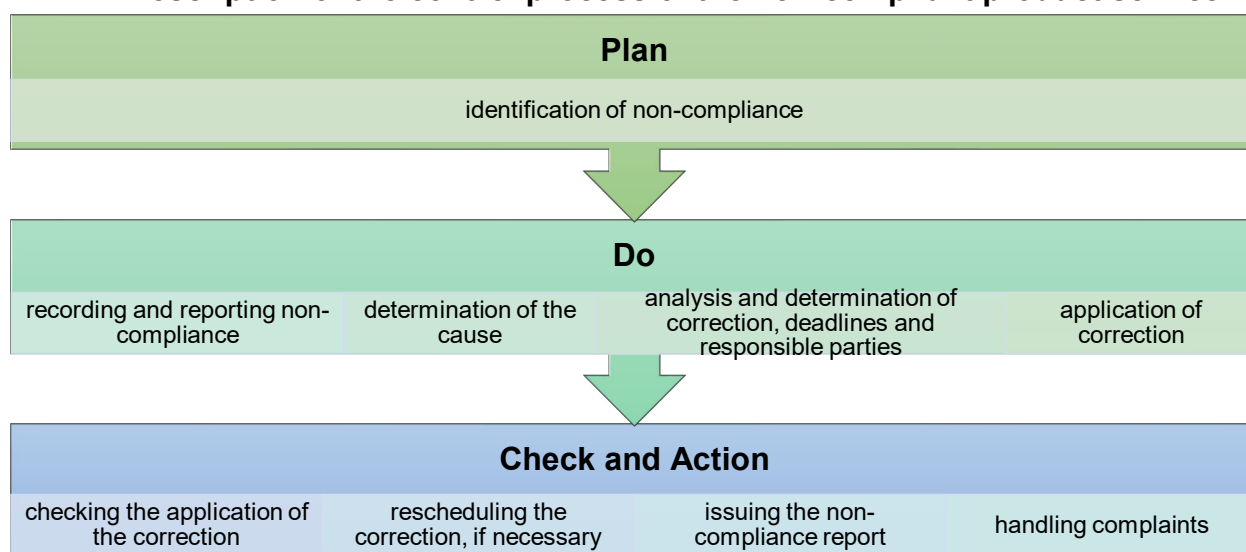 Plan
identification of non-compliance
Do
recording and reporting non-
compliance
determination of the
cause
analysis and determination of
correction, deadlines and
responsible parties
application of
correction
Check and Action
checking the application of
the correction
rescheduling the
correction, if necessary
issuing the non-
compliance report
handling complaints